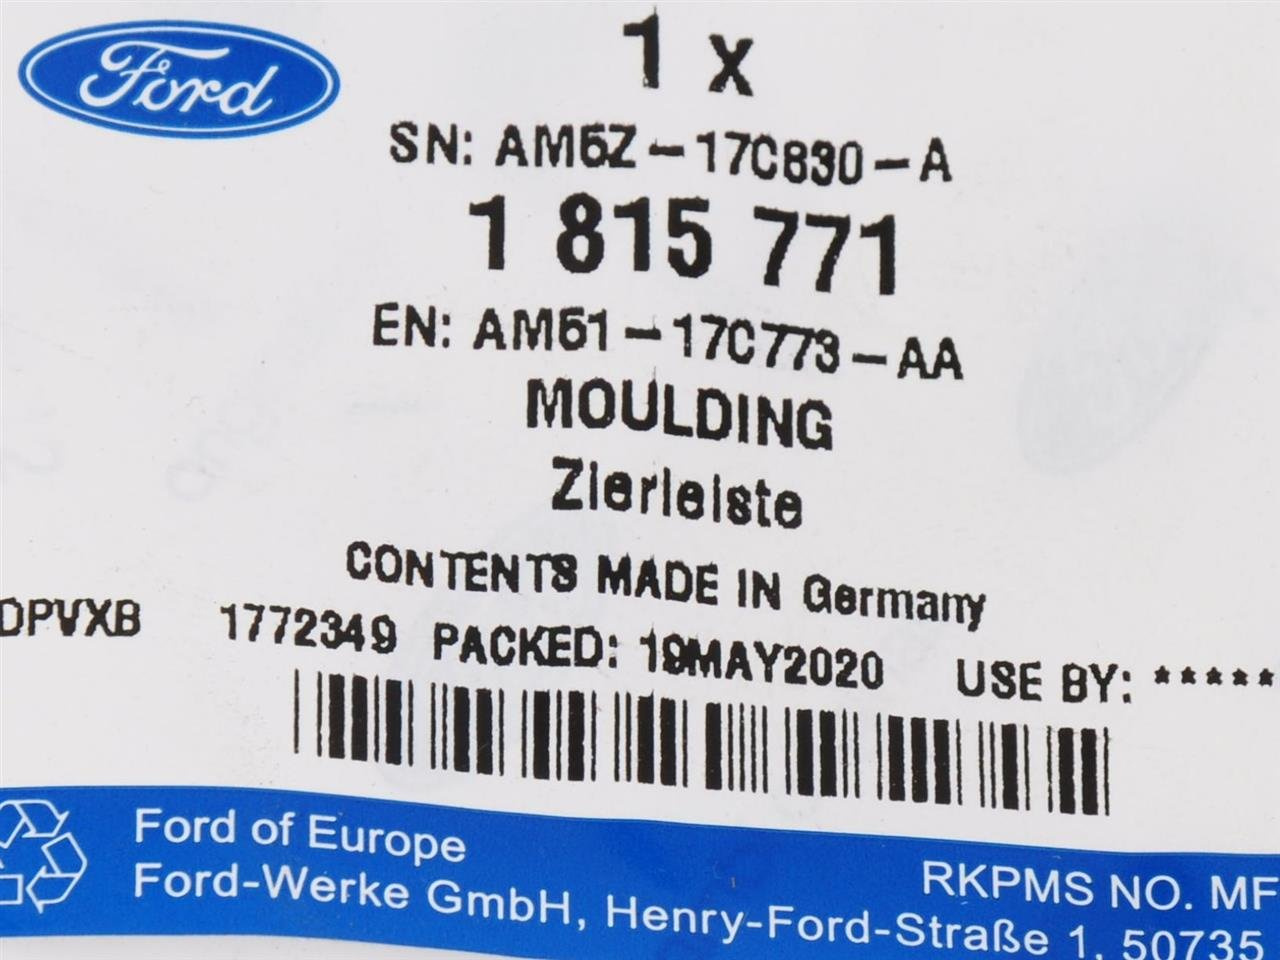 Ford
1 x
SN: AM5Z-17C830-A
1 815 771
EN: AM51-17C773-AA
MOULDING
Zierleiste
CONTENTS MADE IN Germany
DPVXB 1772349 PACKED: 19MAY2020 USE BY: *****
Ford of Europe
Ford-Werke GmbH, Henry-Ford-Straße 1, 50735
RKPMS NO. MF